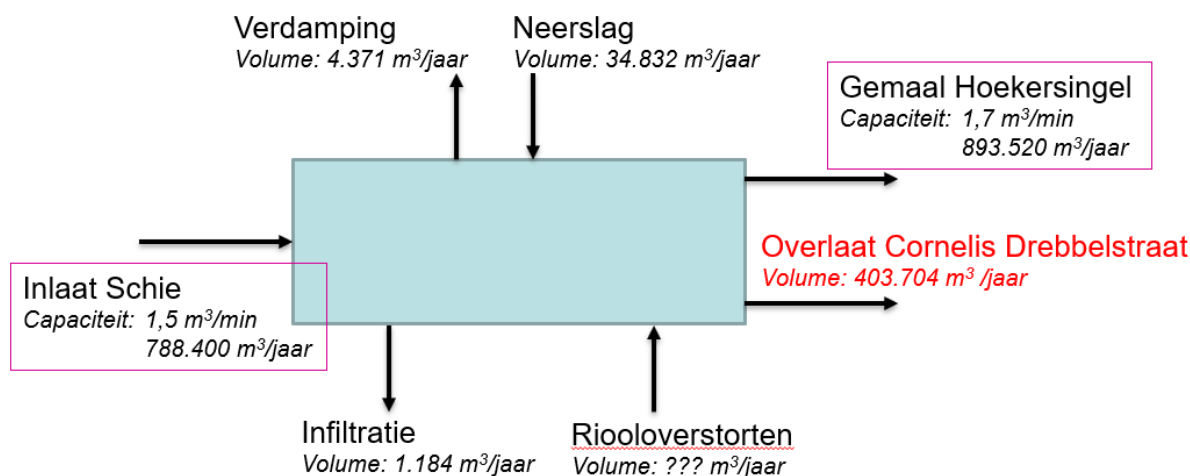 Verdamping
Volume: 4.371 m³/jaar
Neerslag
Volume: 34.832 m³/jaar
Gemaal Hoekersingel
Capaciteit: 1,7 m³/min
893.520 m³/jaar
Overlaat Cornelis Drebbelstraat
Volume: 403.704 m³ /jaar
Inlaat Schie
Capaciteit: 1,5 m³/min
788.400 m³/jaar
Infiltratie
Volume: 1.184 m³/jaar
Riooloverstorten
Volume: ??? m³/jaar